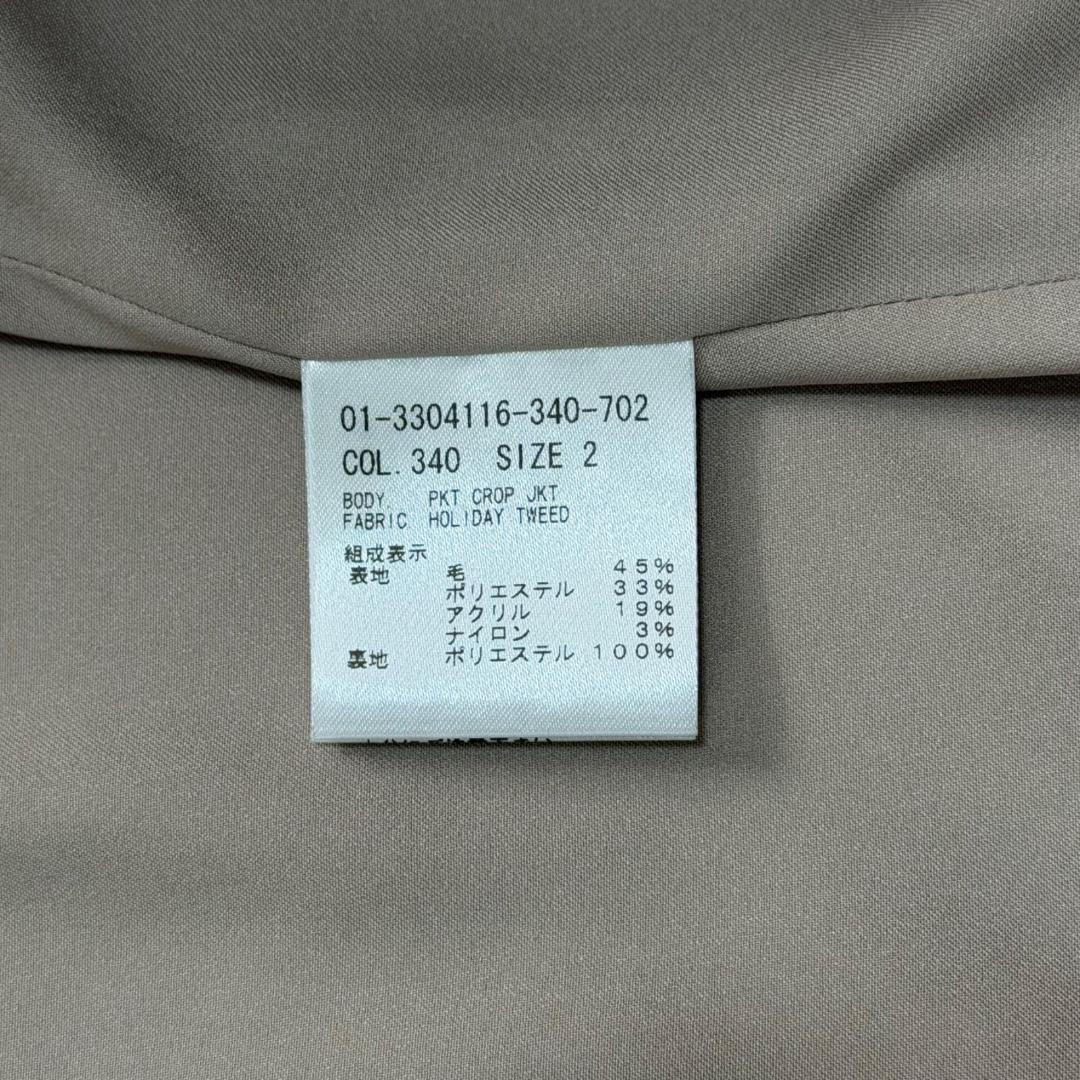 01-3304116-340-702
COL. 340 SIZE 2
BODY PKT CROP JKT
FABRIC HOLIDAY TWEED
組成表示
表地 毛 45%
ポリエステル 33%
アクリル 19%
ナイロン 3%
裏地 ポリエステル 100%